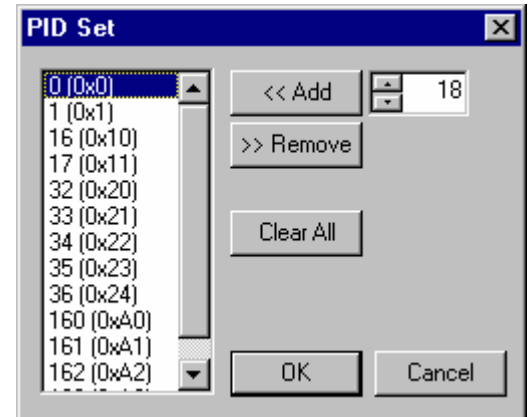 PID Set
0 (0x0)
1 (0x1)
16 (0x10)
17 (0x11)
32 (0x20)
33 (0x21)
34 (0x22)
35 (0x23)
36 (0x24)
160 (0xA0)
161 (0xA1)
162 (0xA2)
<< Add
18
>> Remove
Clear All
OK
Cancel